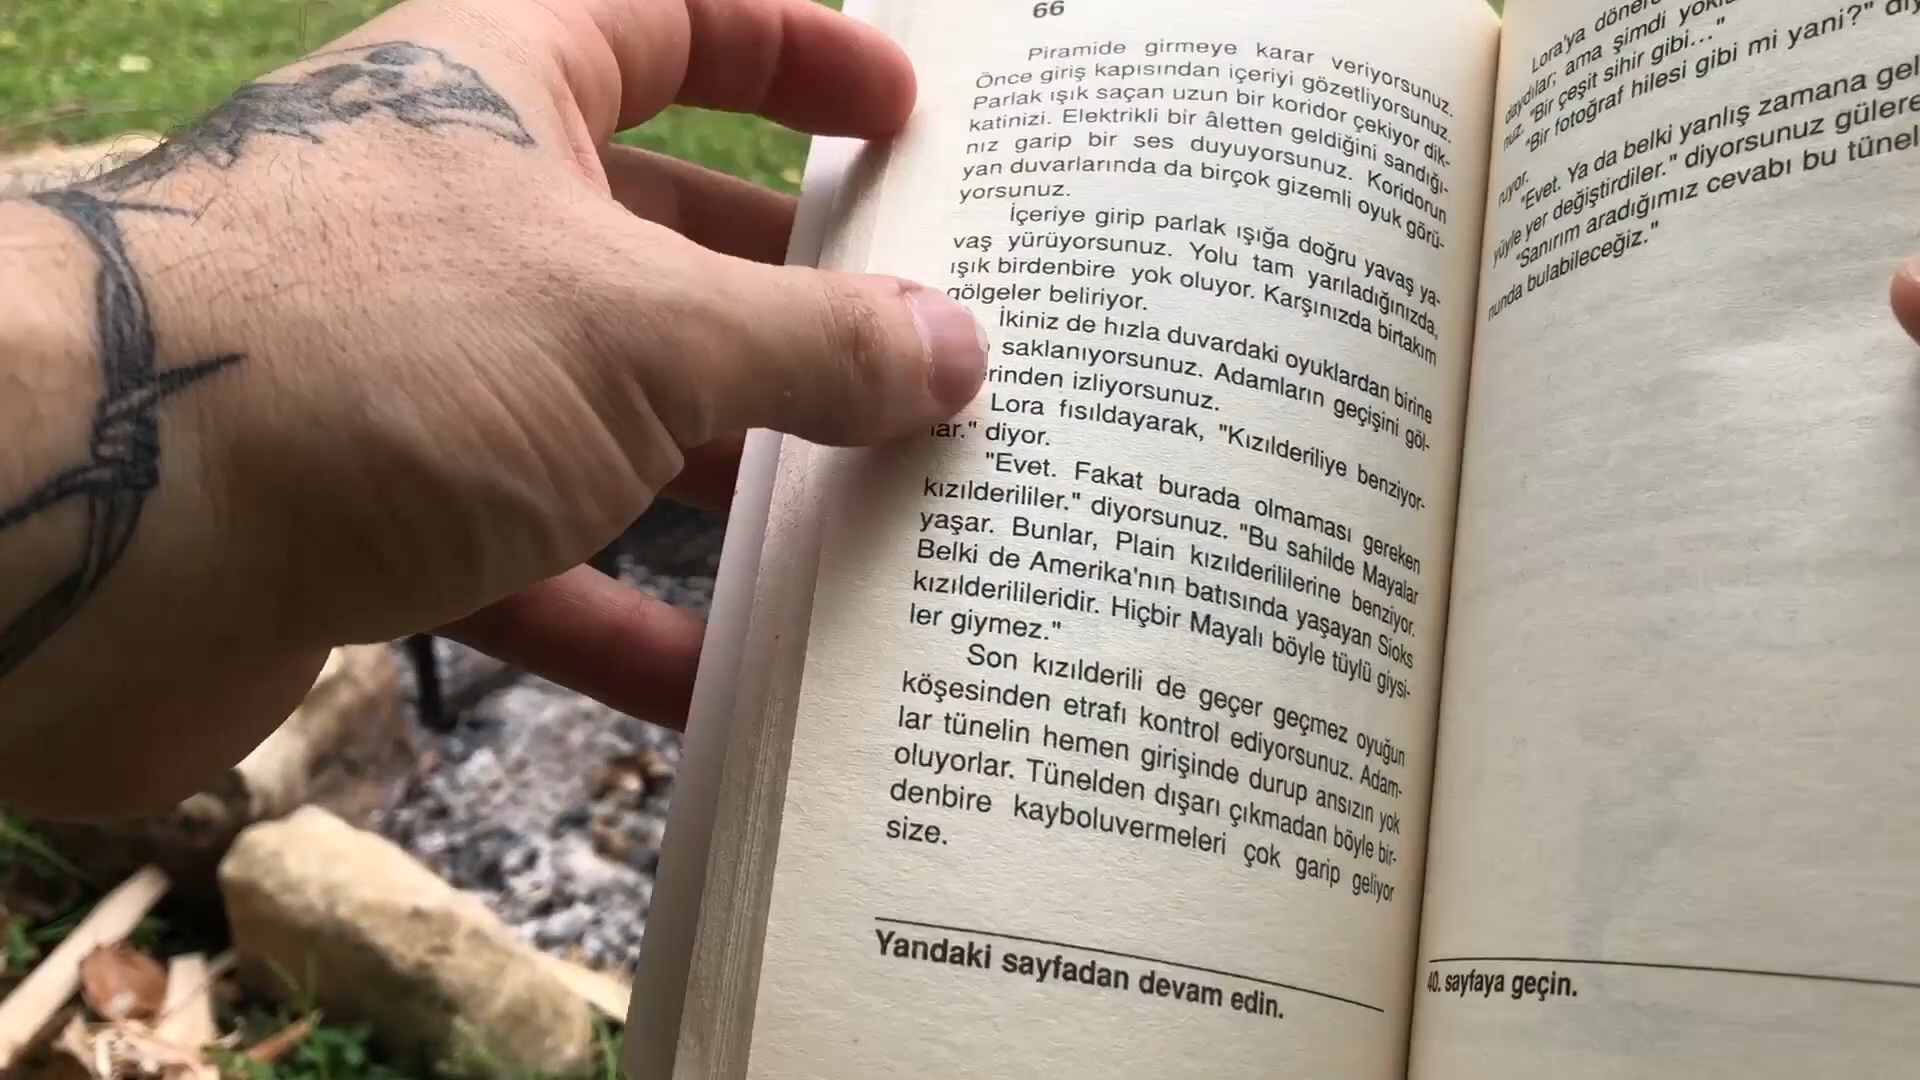 66
Piramide girmeye karar veriyorsunuz.
Önce giriş kapısından içeriyi gözetliyorsunuz.
Parlak ışık saçan uzun bir koridor çekiyor dik-
katinizi. Elektrikli bir âletten geldiğini sandığı-
nız garip bir ses duyuyorsunuz. Koridorun
yan duvarlarında da birçok gizemli oyuk görü-
yorsunuz.
İçeriye girip parlak ışığa doğru yavaş ya-
vaş yürüyorsunuz. Yolu tam yarıladığınızda,
ışık birdenbire yok oluyor. Karşınızda birtakım
gölgeler beliriyor.
İkiniz de hızla duvardaki oyuklardan birine
saklanıyorsunuz. Adamların geçişini göl-
rinden izliyorsunuz.
Lora fısıldayarak, "Kızılderiliye benziyor-
lar." diyor.
"Evet. Fakat burada olmaması gereken
kızılderililer." diyorsunuz. "Bu sahilde Mayalar
yaşar. Bunlar, Plain kızılderililerine benziyor.
Belki de Amerika'nın batısında yaşayan Sioks
kızılderilileridir. Hiçbir Mayalı böyle tüylü giysi-
ler giymez."
Son kızılderili de geçer geçmez oyuğun
köşesinden etrafı kontrol ediyorsunuz. Adam-
lar tünelin hemen girişinde durup ansızın yok
oluyorlar. Tünelden dışarı çıkmadan böyle bir-
denbire kayboluvermeleri çok garip geliyor
size.
Yandaki sayfadan devam edin.
Lora'ya
daydılar; ama şimdi
nuz. "Bir çeşit sihir gibi..."
"Bir fotoğraf hilesi gibi mi yani?"
ruyor.
"Evet. Ya da belki yanlış zamana
yüyle yer değiştirdiler." diyorsunuz
"Sanırım aradığımız cevabı bu
nunda bulabileceğiz."
40. sayfaya geçin.